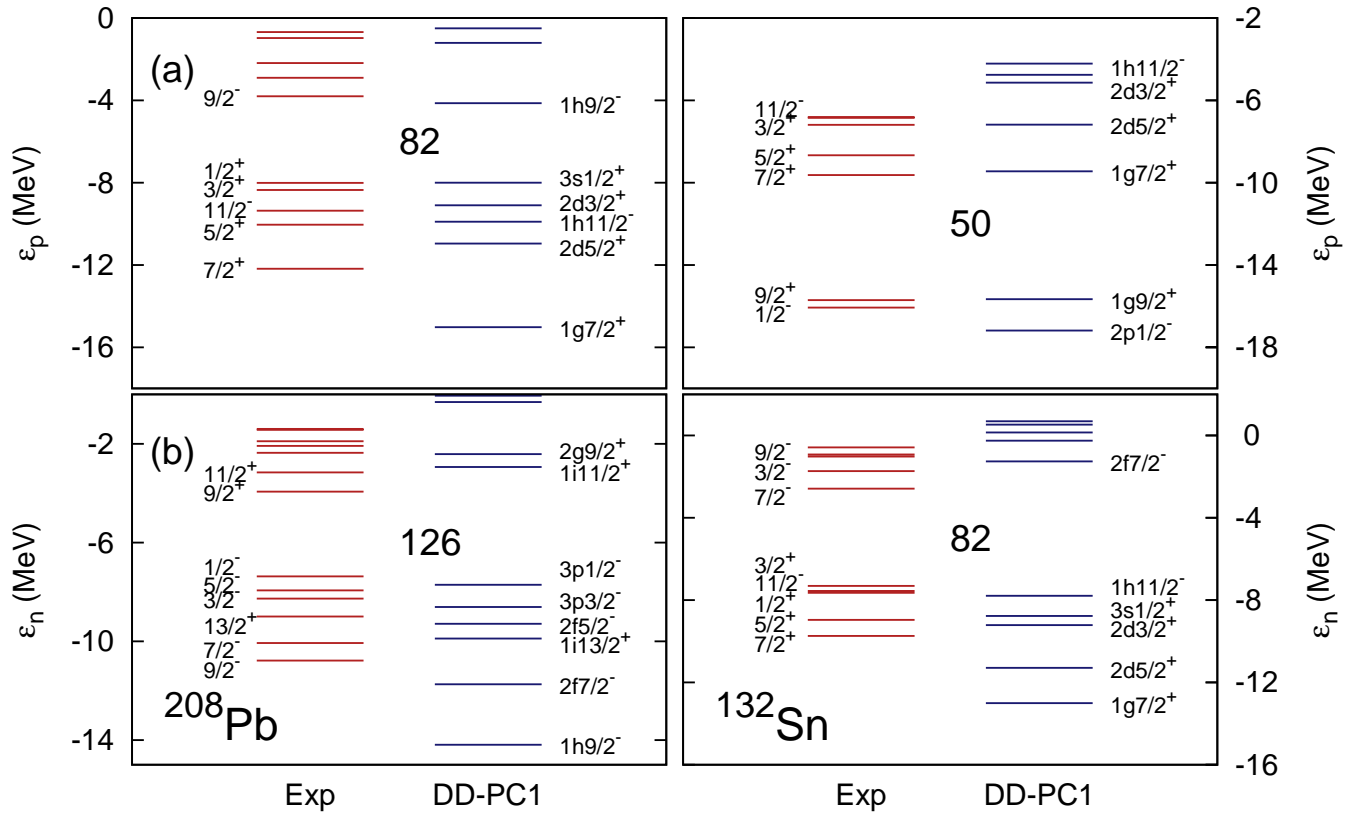 0
-4
-8
-12
-16
εp (MeV)
(a)
9/2-
1/2+
3/2+
11/2-
5/2+
7/2+
82
1h9/2-
3s1/2+
2d3/2+
1h11/2-
2d5/2+
1g7/2+
11/2-
3/2+
5/2+
7/2+
9/2+
1/2-
50
1h11/2-
2d3/2+
2d5/2+
1g7/2+
1g9/2+
2p1/2-
-2
-6
-10
-14
-18
εp (MeV)
-2
-6
-10
-14
εn (MeV)
(b)
11/2+
9/2+
1/2-
5/2-
3/2-
13/2+
7/2-
9/2-
208Pb
126
2g9/2+
1i11/2+
3p1/2-
3p3/2-
2f5/2-
1i13/2+
2f7/2-
1h9/2-
9/2-
3/2-
7/2-
3/2+
11/2-
1/2+
5/2+
7/2+
132Sn
82
2f7/2-
1h11/2-
3s1/2+
2d3/2+
2d5/2+
1g7/2+
0
-4
-8
-12
-16
εn (MeV)
Exp
DD-PC1
Exp
DD-PC1